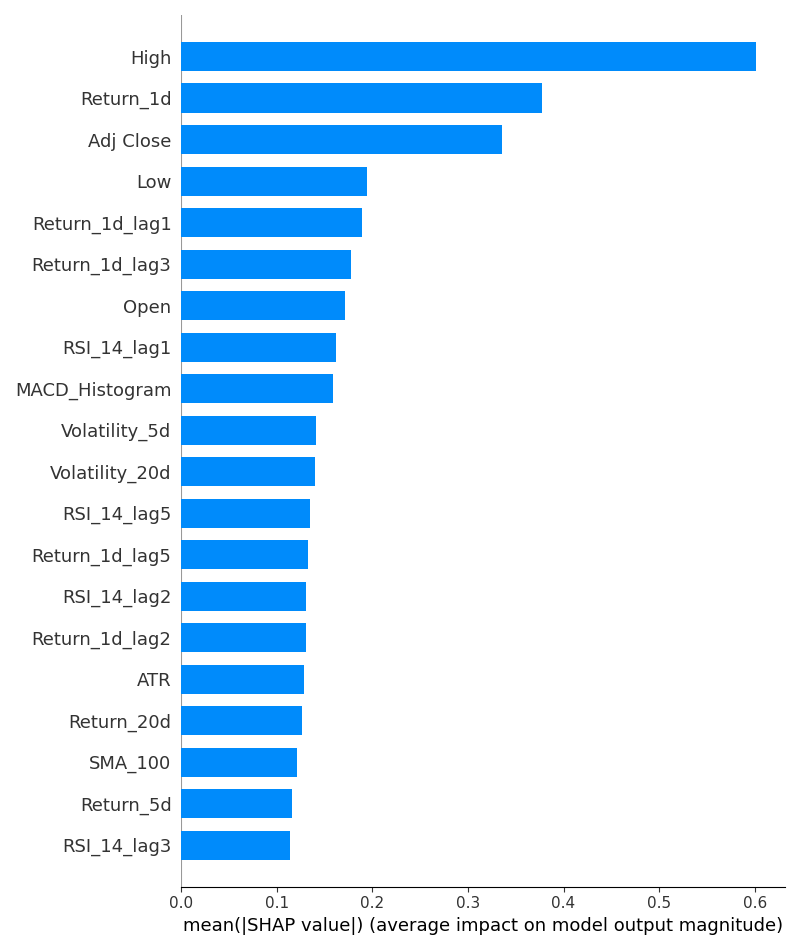 High
Return_1d
Adj Close
Low
Return_1d_lag1
Return_1d_lag3
Open
RSI_14_lag1
MACD_Histogram
Volatility_5d
Volatility_20d
RSI_14_lag5
Return_1d_lag5
RSI_14_lag2
Return_1d_lag2
ATR
Return_20d
SMA_100
Return_5d
RSI_14_lag3
0.0 0.1 0.2 0.3 0.4 0.5 0.6
mean(|SHAP value|) (average impact on model output magnitude)